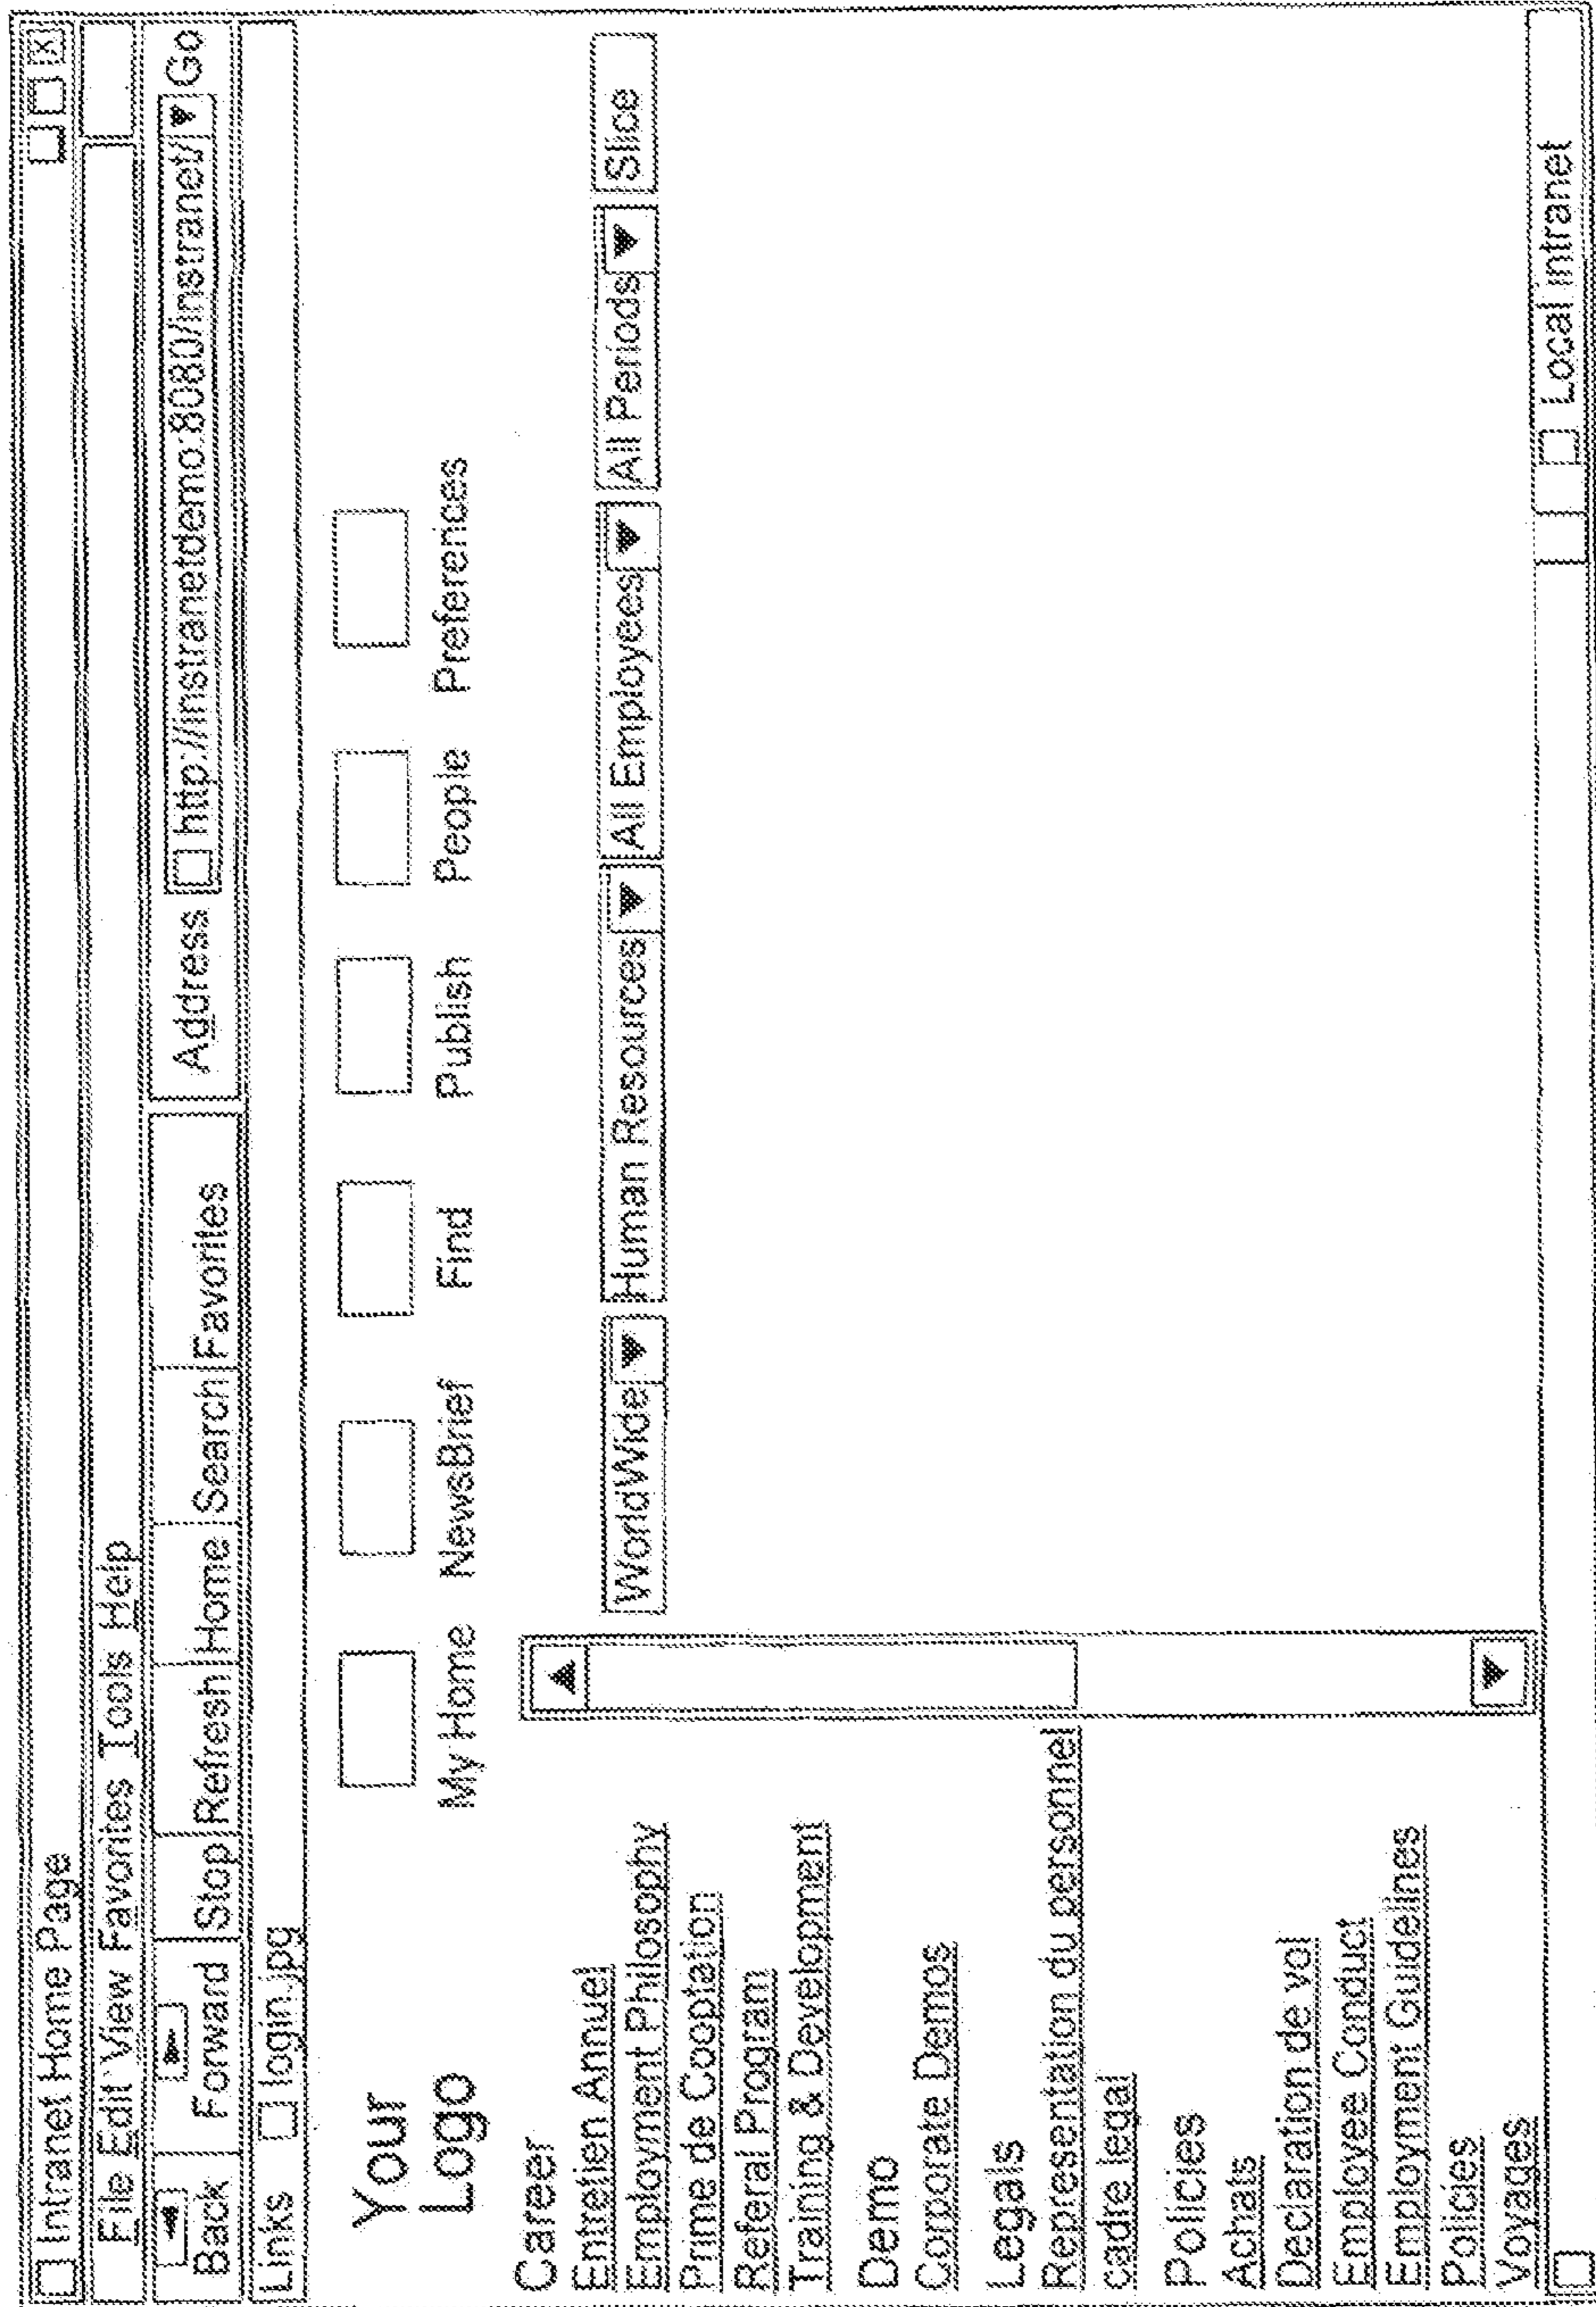 Intranet Home Page
File Edit View Favorites Tools Help
Back Forward Stop Refresh Home Search Favorites Address http://instranetdemo:8080/instranet/ Go
Links login.jpg
Your
Logo
My Home NewsBrief Find Publish People Preferences
WorldWide Human Resources All Employees All Periods Slice
Career
Entretien Annuel
Employment Philosophy
Prime de Cooptation
Referal Program
Training & Development
Demo
Corporate Demos
Legals
Representation du personnel
cadre legal
Policies
Achats
Declaration de vol
Employee Conduct
Employment Guidelines
Policies
Voyages
Local intranet